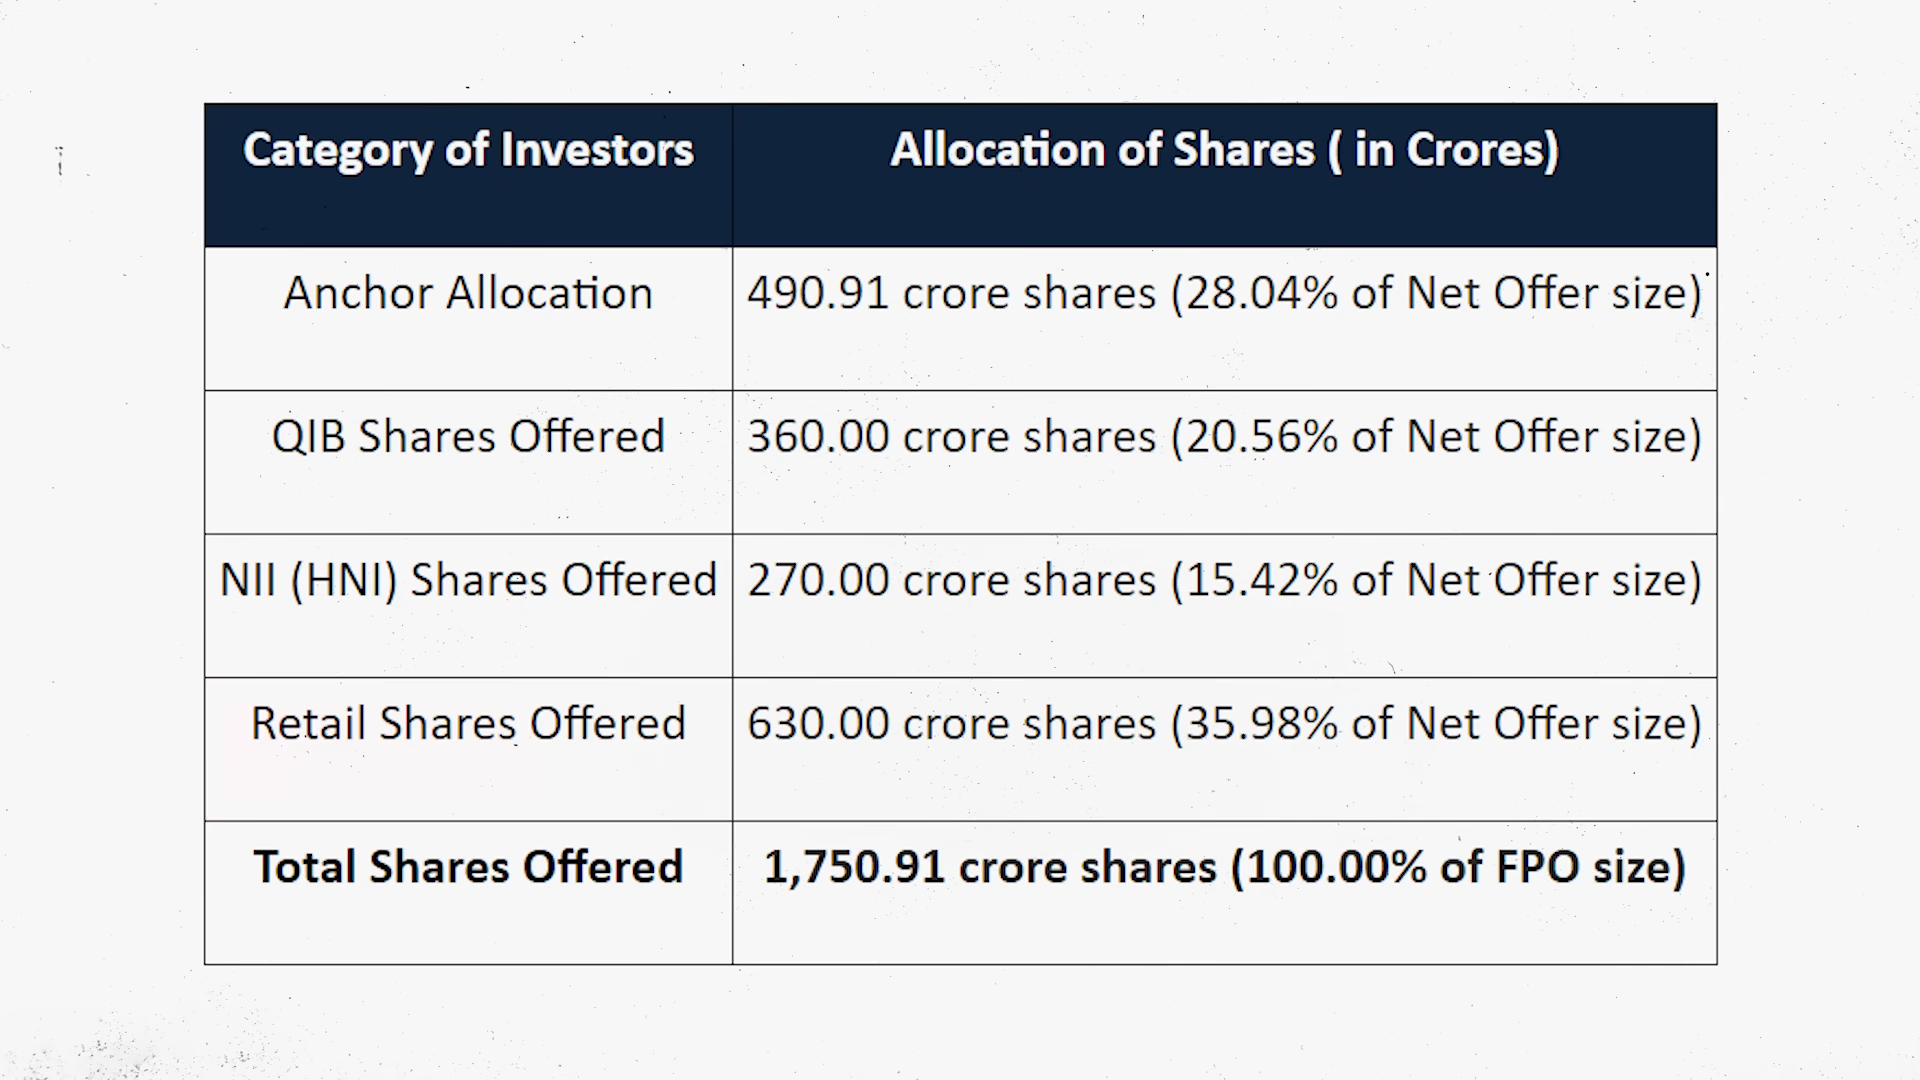 Category of Investors
Allocation of Shares ( in Crores)
Anchor Allocation
490.91 crore shares (28.04% of Net Offer size)
QIB Shares Offered
360.00 crore shares (20.56% of Net Offer size)
NII (HNI) Shares Offered
270.00 crore shares (15.42% of Net Offer size)
Retail Shares Offered
630.00 crore shares (35.98% of Net Offer size)
Total Shares Offered
1,750.91 crore shares (100.00% of FPO size)